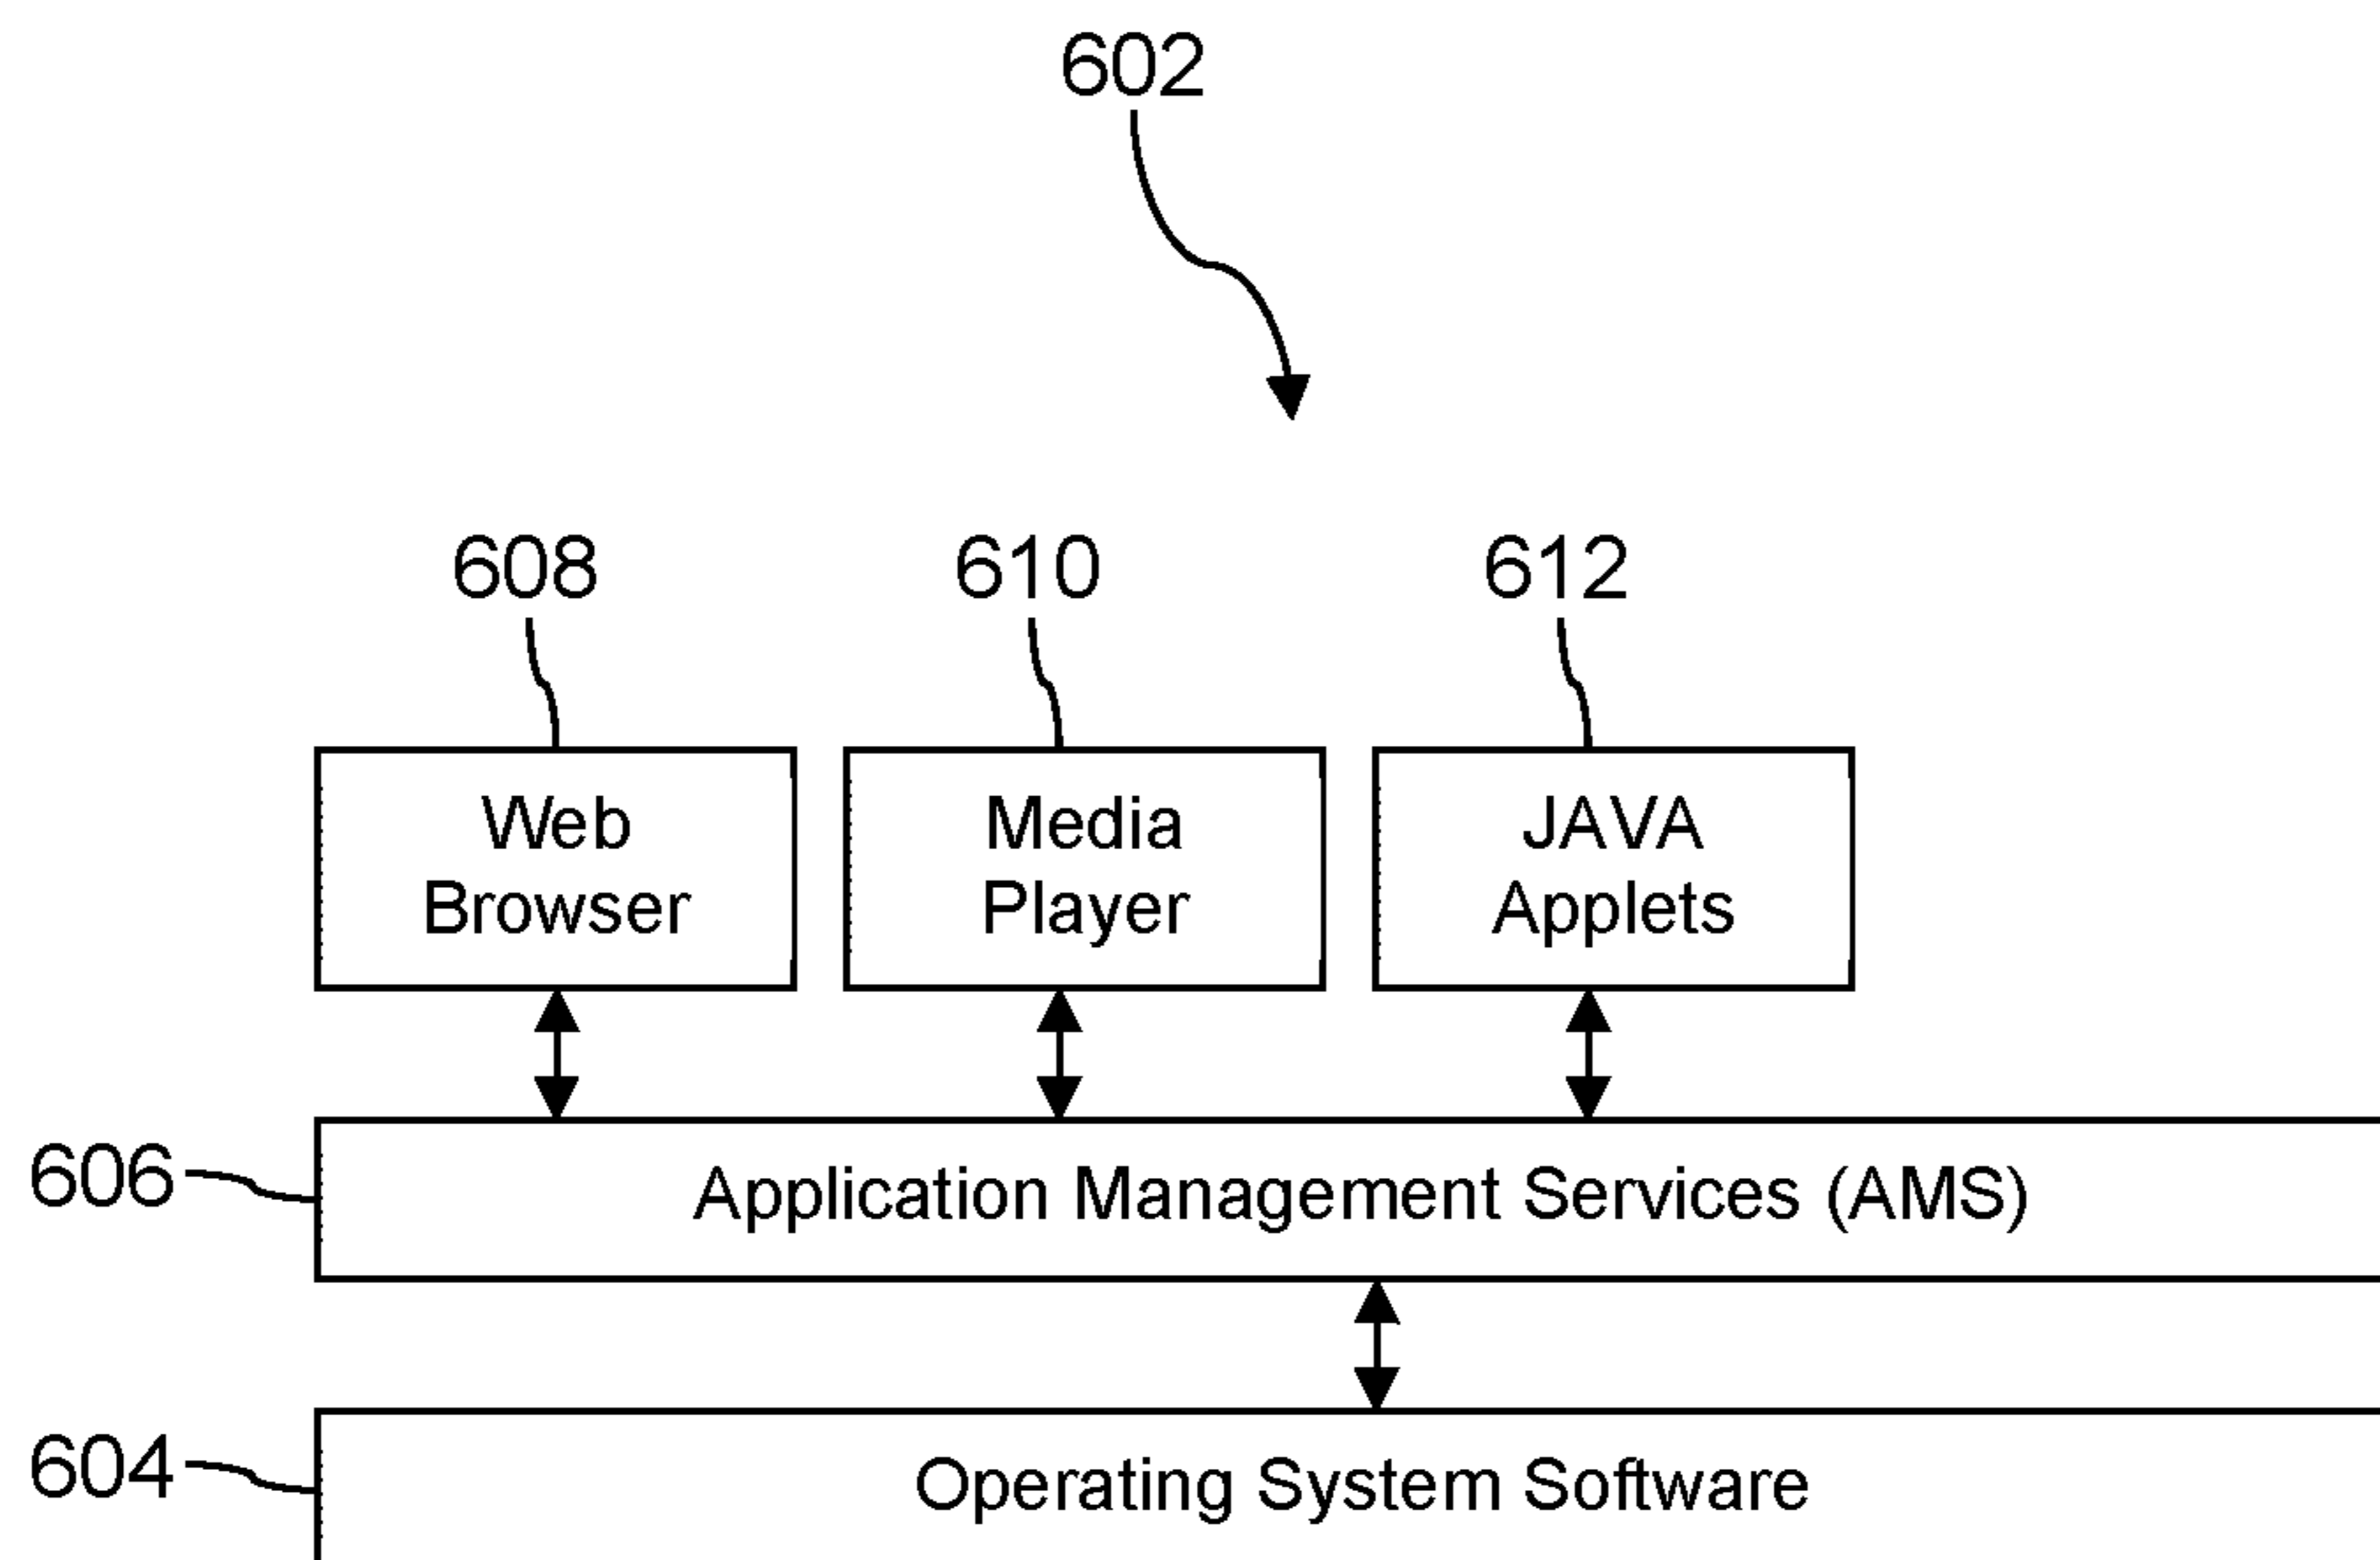 602
608
610
612
Web
Browser
Media
Player
JAVA
Applets
606
Application Management Services (AMS)
604
Operating System Software